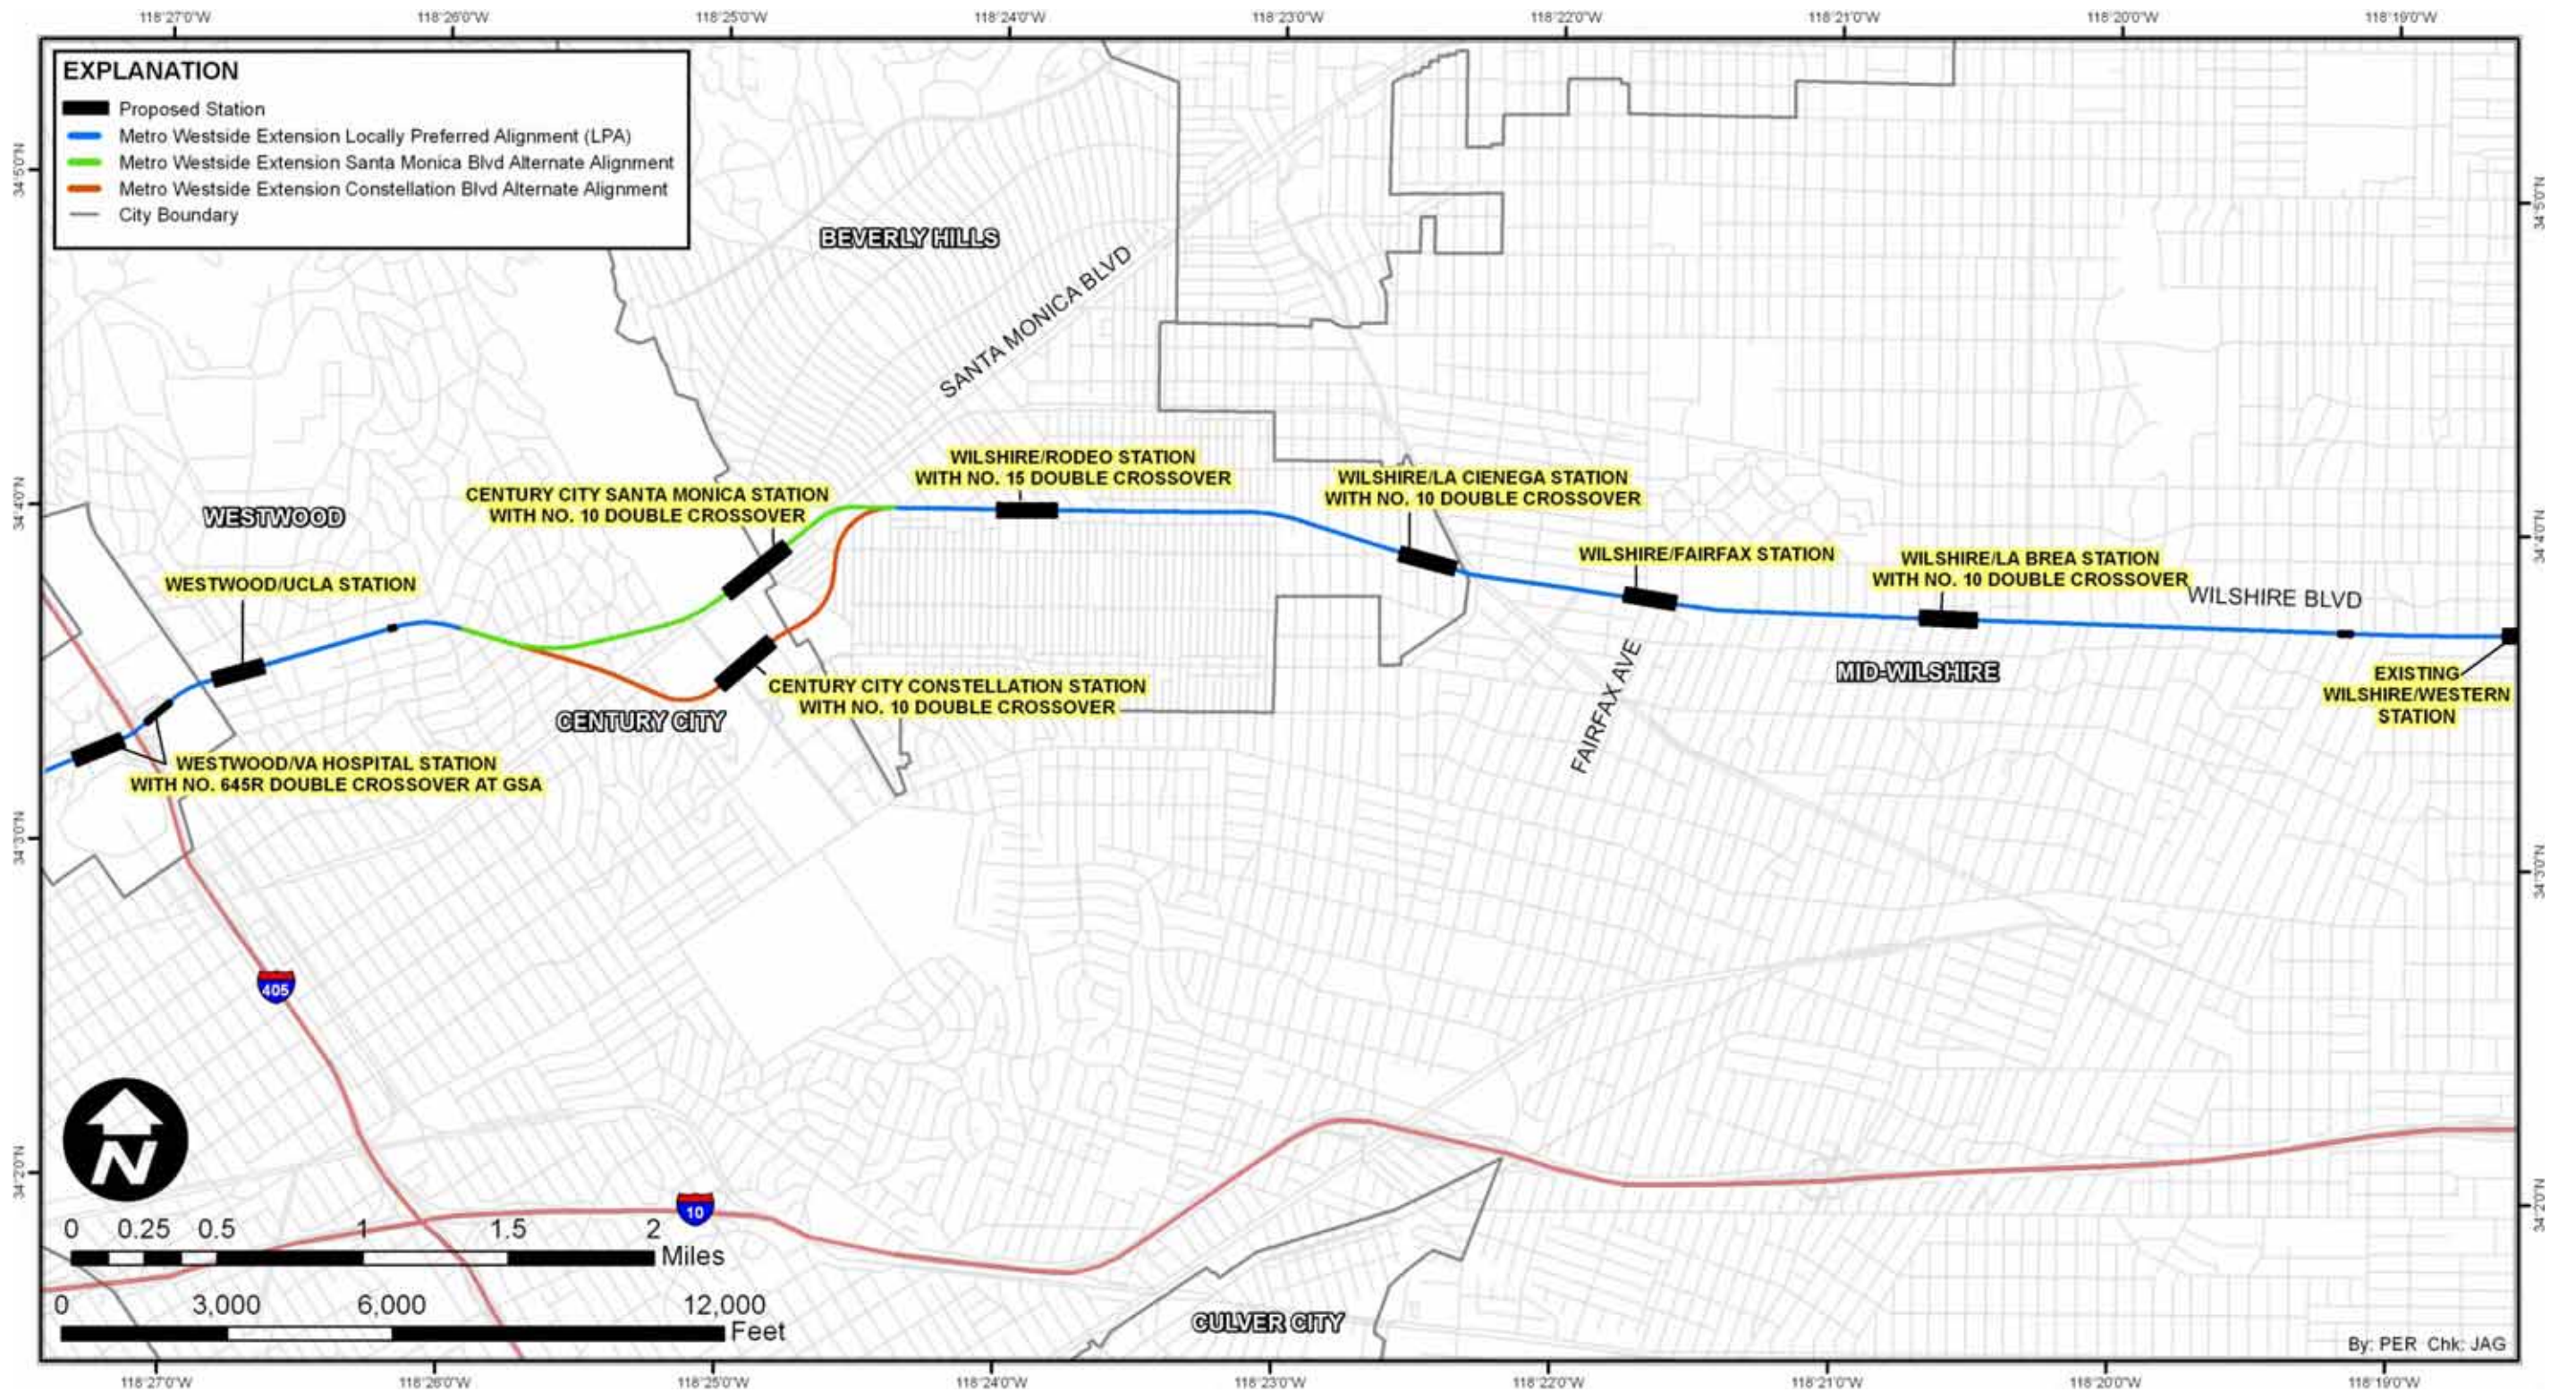 118°27'0"W 118°26'0"W 118°25'0"W 118°24'0"W 118°23'0"W 118°22'0"W 118°21'0"W 118°20'0"W 118°19'0"W
EXPLANATION
Proposed Station
Metro Westside Extension Locally Preferred Alignment (LPA)
Metro Westside Extension Santa Monica Blvd Alternate Alignment
Metro Westside Extension Constellation Blvd Alternate Alignment
City Boundary
34°5'0"N
34°5'0"N
BEVERLY HILLS
SANTA MONICA BLVD
WILSHIRE/RODEO STATION
WITH NO. 15 DOUBLE CROSSOVER
WILSHIRE/LA CIENEGA STATION
WITH NO. 10 DOUBLE CROSSOVER
CENTURY CITY SANTA MONICA STATION
WITH NO. 10 DOUBLE CROSSOVER
34°4'0"N
34°4'0"N
WESTWOOD
WESTWOOD/UCLA STATION
WILSHIRE/FAIRFAX STATION
WILSHIRE/LA BREA STATION
WITH NO. 10 DOUBLE CROSSOVER
WILSHIRE BLVD
FAIRFAX AVE
MID-WILSHIRE
EXISTING
WILSHIRE/WESTERN
STATION
CENTURY CITY CONSTELLATION STATION
WITH NO. 10 DOUBLE CROSSOVER
CENTURY CITY
WESTWOOD/VA HOSPITAL STATION
WITH NO. 645R DOUBLE CROSSOVER AT GSA
34°3'0"N
34°3'0"N
405
N
34°2'0"N
34°2'0"N
10
0 0.25 0.5 1 1.5 2
Miles
0 3,000 6,000 12,000
Feet
CULVER CITY
By: PER Chk: JAG
118°27'0"W 118°26'0"W 118°25'0"W 118°24'0"W 118°23'0"W 118°22'0"W 118°21'0"W 118°20'0"W 118°19'0"W